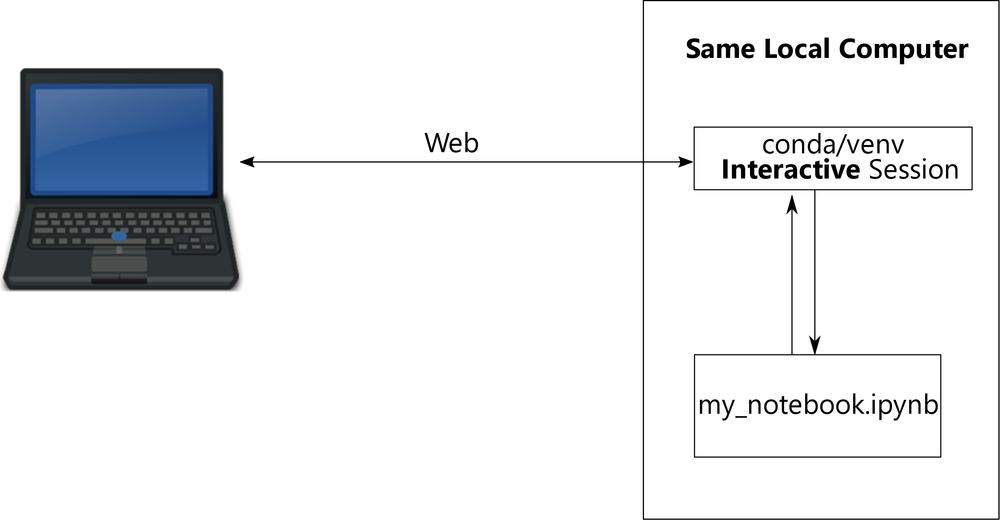 Same Local Computer
Web
conda/venv
Interactive Session
my_notebook.ipynb